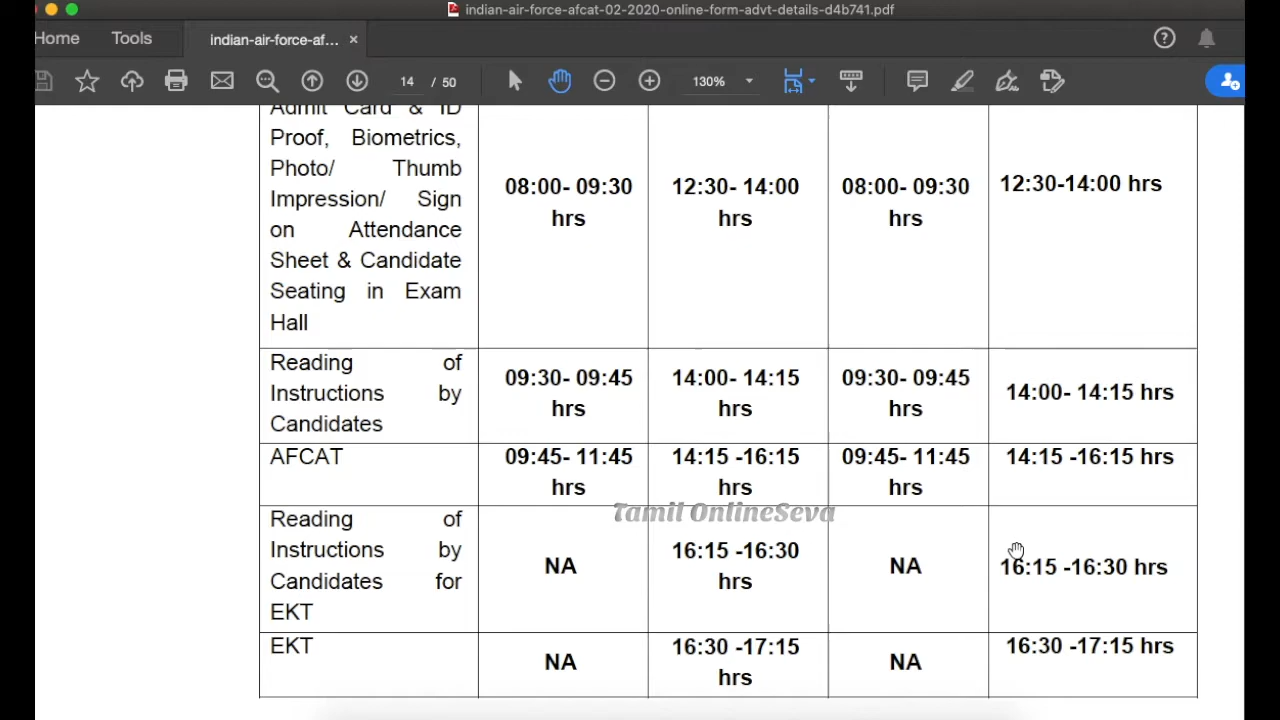 indian-air-force-afcat-02-2020-online-form-advt-details-d4b741.pdf
Home Tools indian-air-force-af... ×
14 / 50 130%
Admit Card & ID
Proof, Biometrics,
Photo/ Thumb
Impression/ Sign
on Attendance
Sheet & Candidate
Seating in Exam
Hall
08:00- 09:30
hrs
12:30- 14:00
hrs
08:00- 09:30
hrs
12:30-14:00 hrs
Reading of
Instructions by
Candidates
09:30- 09:45
hrs
14:00- 14:15
hrs
09:30- 09:45
hrs
14:00- 14:15 hrs
AFCAT
09:45- 11:45
hrs
14:15 -16:15
hrs
09:45- 11:45
hrs
14:15 -16:15 hrs
Tamil OnlineSeva
Reading of
Instructions by
Candidates for
EKT
NA
16:15 -16:30
hrs
NA
16:15 -16:30 hrs
EKT
NA
16:30 -17:15
hrs
NA
16:30 -17:15 hrs